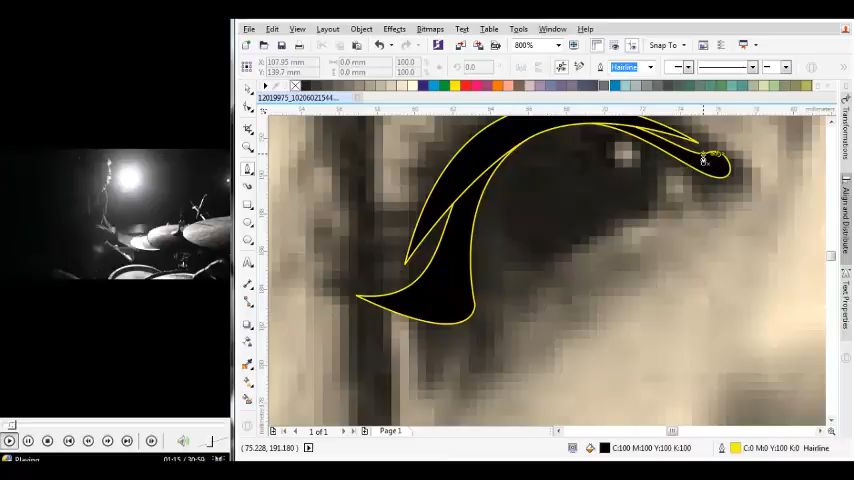 File Edit View Layout Object Effects Bitmaps Text Table Tools Window Help
800% Snap To
X: 107.95 mm 0.0 mm 100.0
Y: 139.7 mm 0.0 mm 100.0
0.0 Hairline
12019975_10206021544...
Transformations
Align and Distribute
Text Properties
1 of 1 Page 1
(75.228, 191.180) C:100 M:100 Y:100 K:100 C:0 M:0 Y:100 K:0 Hairline
Playing 01:15 / 30:59